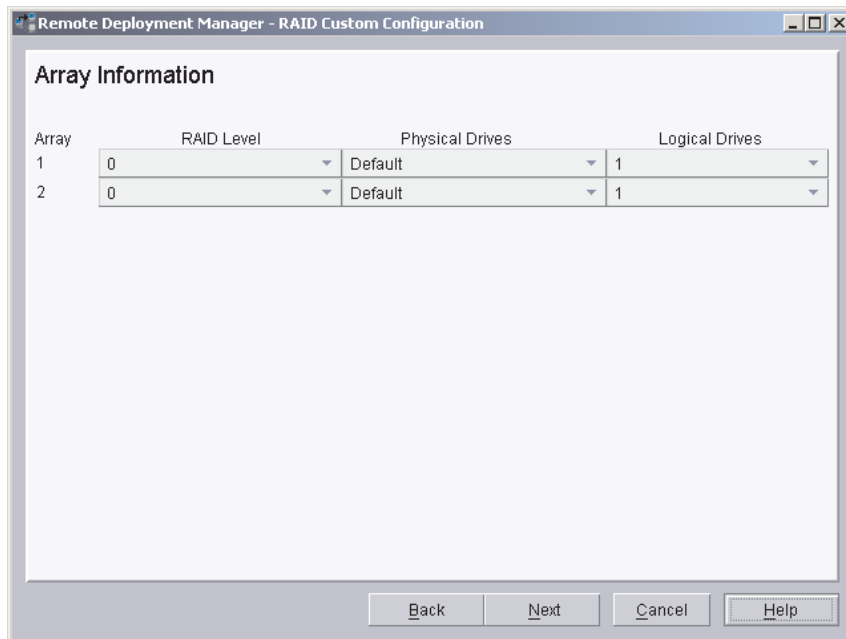 Remote Deployment Manager - RAID Custom Configuration
Array Information
Array RAID Level Physical Drives Logical Drives
1 0 Default 1
2 0 Default 1
Back Next Cancel Help